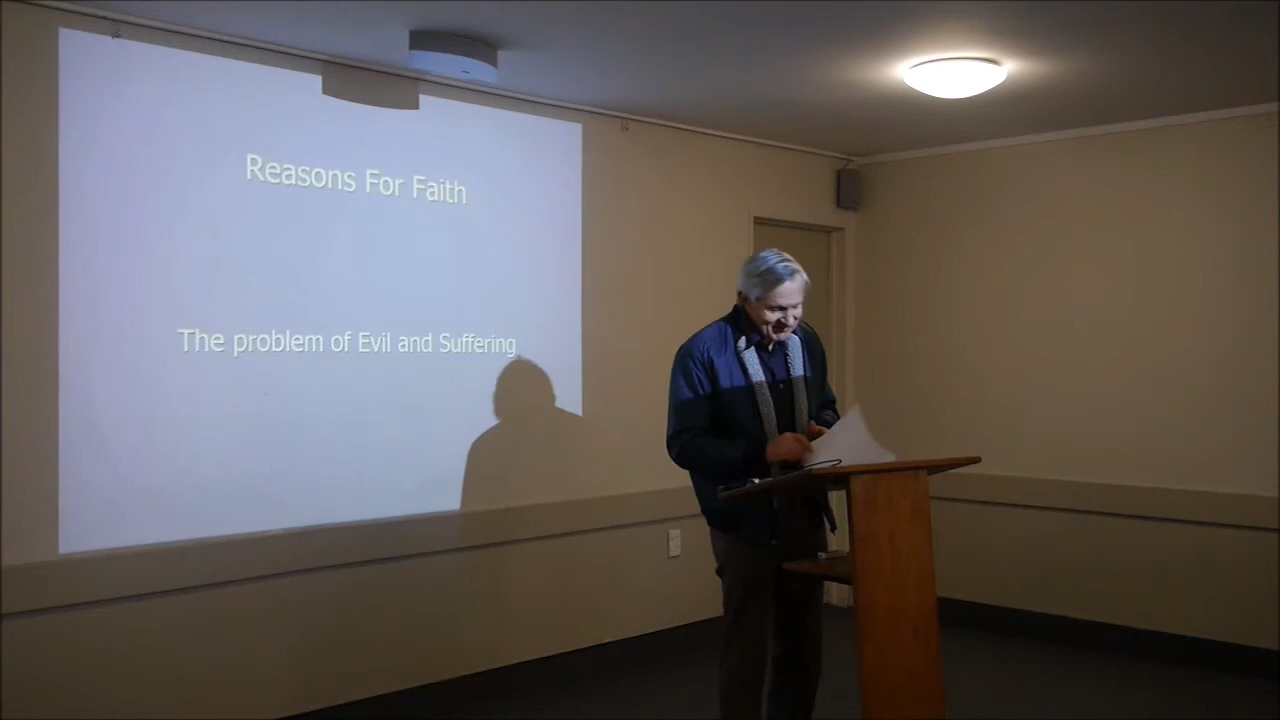 Reasons For Faith
The problem of Evil and Suffering